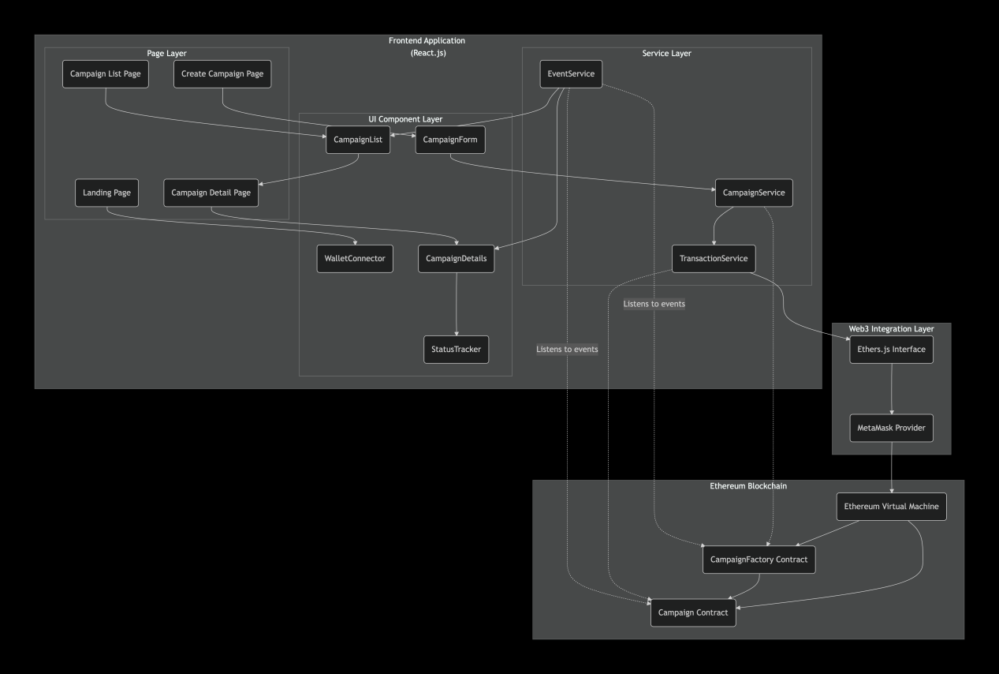 Frontend Application
(React.js)
Page Layer
Service Layer
Campaign List Page
Create Campaign Page
EventService
UI Component Layer
CampaignList
CampaignForm
Landing Page
Campaign Detail Page
CampaignService
WalletConnector
CampaignDetails
TransactionService
Listens to events
Listens to events
StatusTracker
Web3 Integration Layer
Ethers.js Interface
MetaMask Provider
Ethereum Blockchain
Ethereum Virtual Machine
CampaignFactory Contract
Campaign Contract